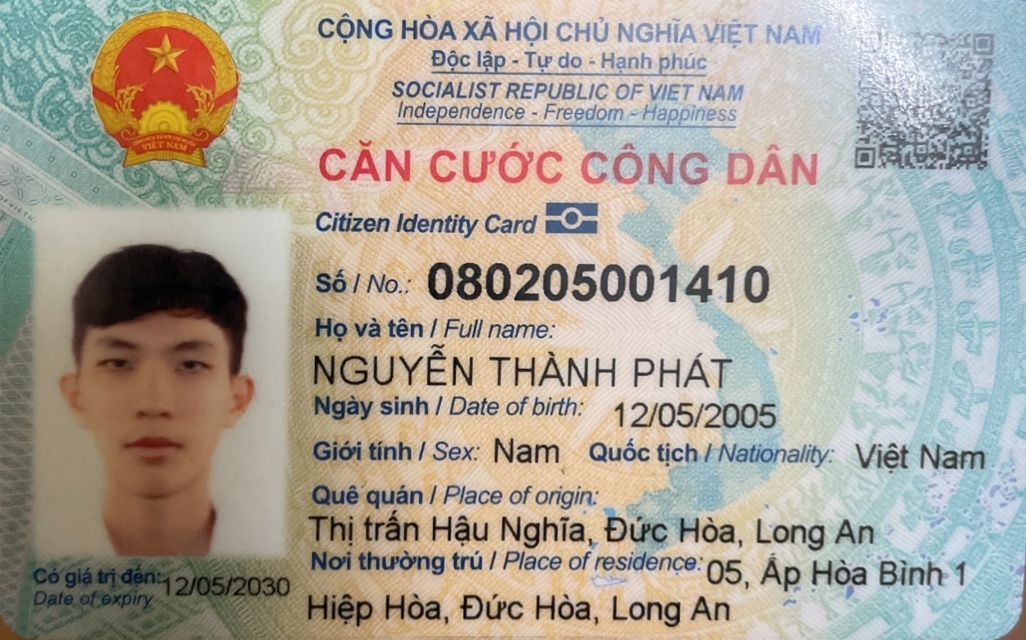 CỘNG HÒA XÃ HỘI CHỦ NGHĨA VIỆT NAM
Độc lập - Tự do - Hạnh phúc
SOCIALIST REPUBLIC OF VIET NAM
Independence - Freedom - Happiness
CĂN CƯỚC CÔNG DÂN
Citizen Identity Card
Số / No.: 080205001410
Họ và tên / Full name:
NGUYỄN THÀNH PHÁT
Ngày sinh / Date of birth: 12/05/2005
Giới tính / Sex: Nam Quốc tịch / Nationality: Việt Nam
Quê quán / Place of origin:
Thị trấn Hậu Nghĩa, Đức Hòa, Long An
Nơi thường trú / Place of residence: 05, Ấp Hòa Bình 1
Hiệp Hòa, Đức Hòa, Long An
Có giá trị đến: 12/05/2030
Date of expiry
VIỆT NAM